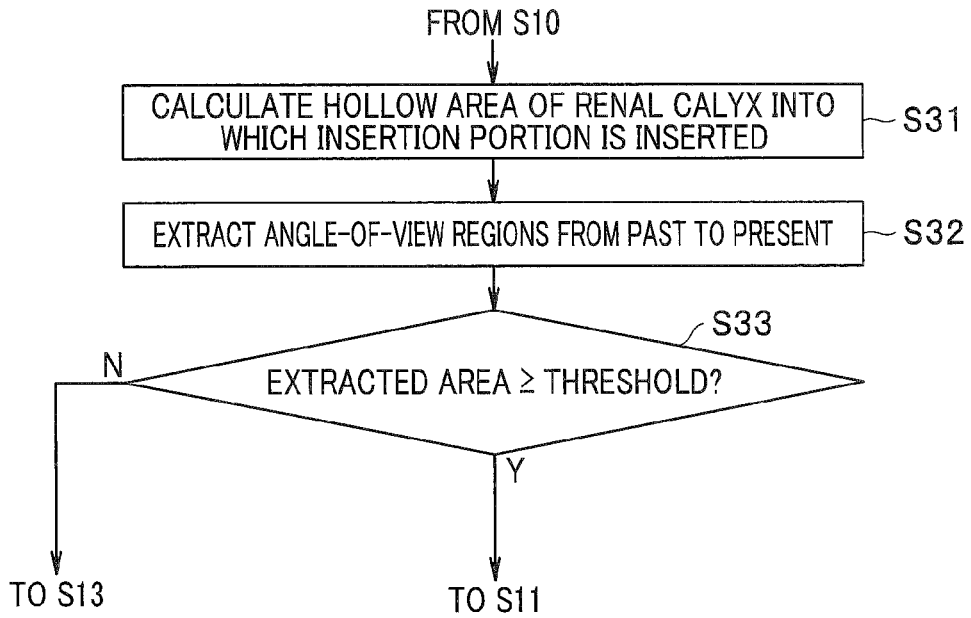 FROM S10
CALCULATE HOLLOW AREA OF RENAL CALYX INTO
WHICH INSERTION PORTION IS INSERTED
S31
EXTRACT ANGLE-OF-VIEW REGIONS FROM PAST TO PRESENT
S32
S33
N
EXTRACTED AREA ≥ THRESHOLD?
Y
TO S13
TO S11